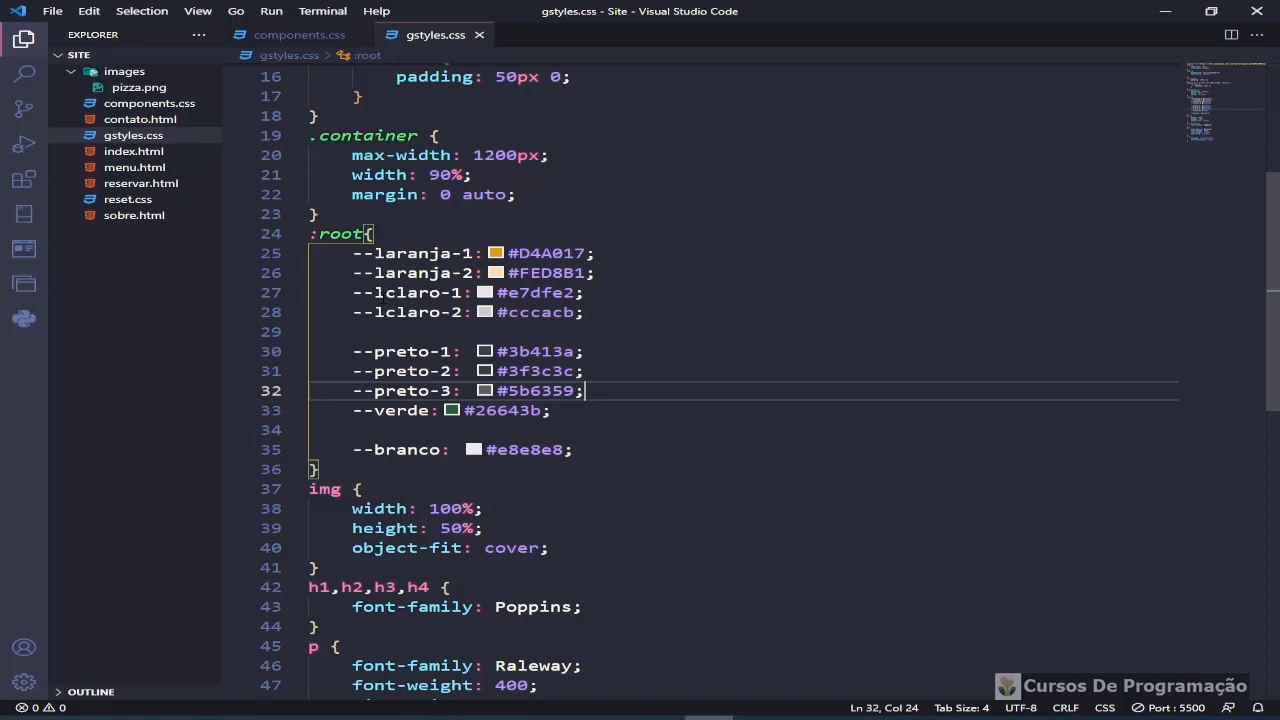 File Edit Selection View Go Run Terminal Help
gstyles.css - Site - Visual Studio Code
EXPLORER
SITE
images
pizza.png
components.css
contato.html
gstyles.css
index.html
menu.html
reservar.html
reset.css
sobre.html
OUTLINE
components.css gstyles.css
gstyles.css > :root
16 padding: 50px 0;
17 }
18 }
19 .container {
20 max-width: 1200px;
21 width: 90%;
22 margin: 0 auto;
23 }
24 :root{
25 --laranja-1: #D4A017;
26 --laranja-2: #FED8B1;
27 --lclaro-1: #e7dfe2;
28 --lclaro-2: #cccacb;
29
30 --preto-1: #3b413a;
31 --preto-2: #3f3c3c;
32 --preto-3: #5b6359;
33 --verde: #26643b;
34
35 --branco: #e8e8e8;
36 }
37 img {
38 width: 100%;
39 height: 50%;
40 object-fit: cover;
41 }
42 h1,h2,h3,h4 {
43 font-family: Poppins;
44 }
45 p {
46 font-family: Raleway;
47 font-weight: 400;
Cursos De Programação
0 0
Ln 32, Col 24 Tab Size: 4 UTF-8 CRLF CSS Port : 5500